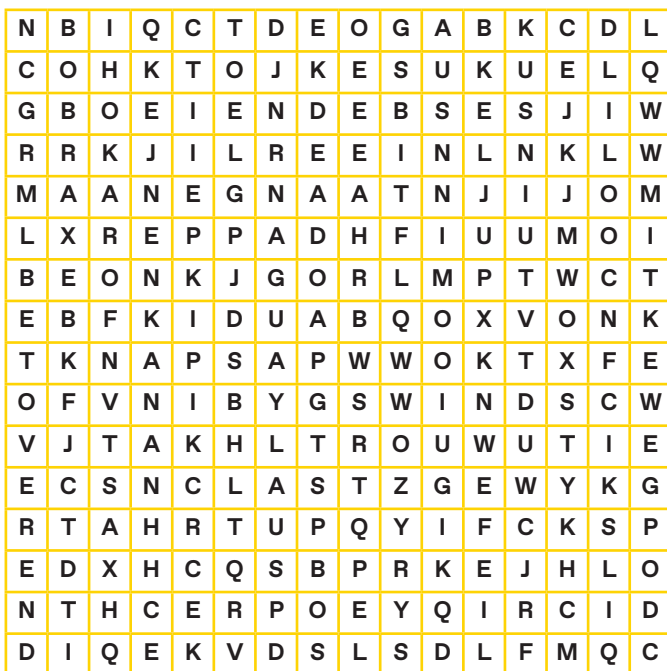 N B I Q C T D E O G A B K C D L
C O H K T O J K E S U K U E L Q
G B O E I E N D E B S E S J I W
R R K J I L R E E I N L N K L W
M A A N E G N A A T N J I J O M
L X R E P P A D H F I U U M O I
B E O N K J G O R L M P T W C T
E B F K I D U A B Q O X V O N K
T K N A P S A P W W O K T X F E
O F V N I B Y G S W I N D S C W
V J T A K H L T R O U W U T I E
E C S N C L A S T Z G E W Y K G
R T A H R T U P Q Y I F C K S P
E D X H C Q S B P R K E J H L O
N T H C E R P O E Y Q I R C I D
D I Q E K V D S L S D L F M Q C